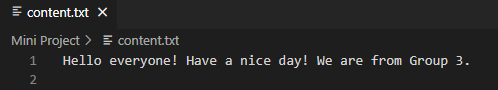 content.txt
Mini Project > content.txt
1 Hello everyone! Have a nice day! We are from Group 3.
2